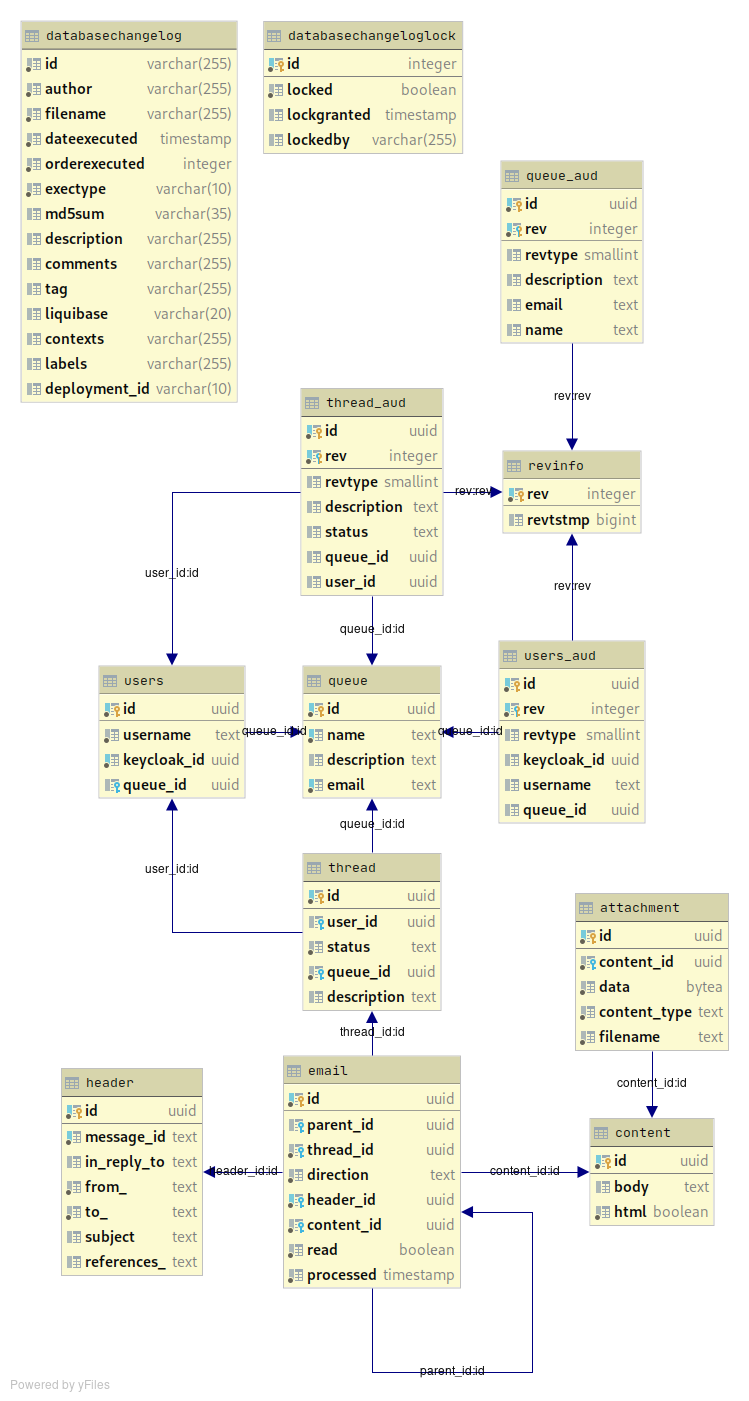 databasechangelog
id varchar(255)
author varchar(255)
filename varchar(255)
dateexecuted timestamp
orderexecuted integer
exectype varchar(10)
md5sum varchar(35)
description varchar(255)
comments varchar(255)
tag varchar(255)
liquibase varchar(20)
contexts varchar(255)
labels varchar(255)
deployment_id varchar(10)
databasechangeloglock
id integer
locked boolean
lockgranted timestamp
lockedby varchar(255)
queue_aud
id uuid
rev integer
revtype smallint
description text
email text
name text
rev:rev
thread_aud
id uuid
rev integer
revtype smallint
description text
status text
queue_id uuid
user_id uuid
rev:rev
revinfo
rev integer
revtstmp bigint
user_id:id
queue_id:id
rev:rev
users
id uuid
username text
keycloak_id uuid
queue_id uuid
queue_id:id
queue
id uuid
name text
description text
email text
queue_id:id
users_aud
id uuid
rev integer
revtype smallint
keycloak_id uuid
username text
queue_id uuid
user_id:id
queue_id:id
thread
id uuid
user_id uuid
status text
queue_id uuid
description text
attachment
id uuid
content_id uuid
data bytea
content_type text
filename text
thread_id:id
content_id:id
header
id uuid
message_id text
in_reply_to text
from_ text
to_ text
subject text
references_ text
header_id:id
email
id uuid
parent_id uuid
thread_id uuid
direction text
header_id uuid
content_id uuid
read boolean
processed timestamp
content_id:id
content
id uuid
body text
html boolean
parent_id:id
Powered by yFiles